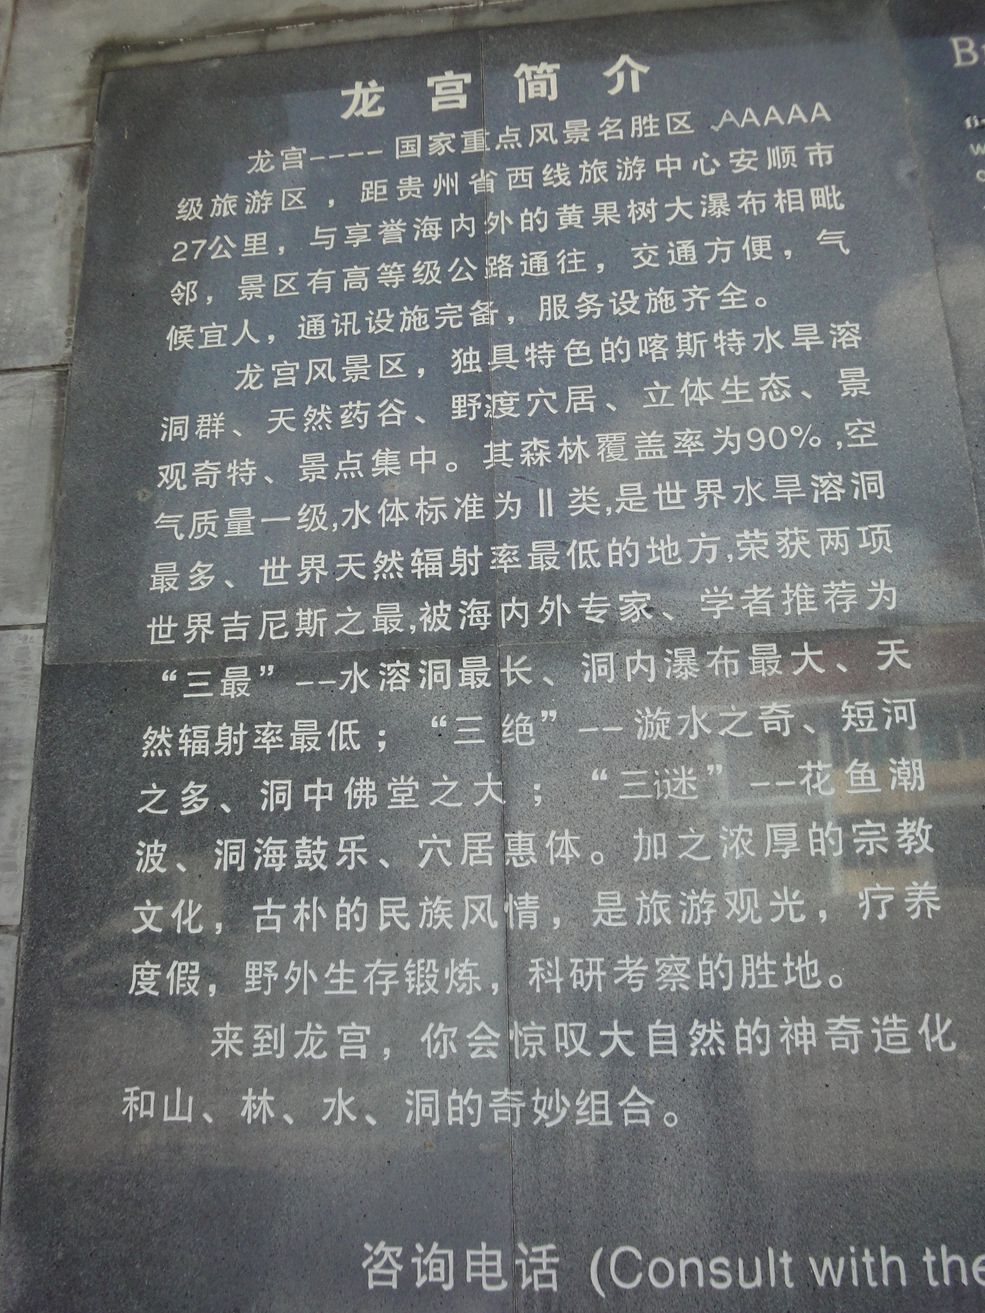 龙宫简介
龙宫----国家重点风景名胜区 AAAAA
级旅游区，距贵州省西线旅游中心安顺市
27公里，与享誉海内外的黄果树大瀑布相毗
邻，景区有高等级公路通往，交通方便，气
候宜人，通讯设施完备，服务设施齐全。
龙宫风景区，独具特色的喀斯特水旱溶
洞群、天然药谷、野渡穴居、立体生态、景
观奇特、景点集中。其森林覆盖率为90%,空
气质量一级,水体标准为Ⅱ类,是世界水旱溶洞
最多、世界天然辐射率最低的地方,荣获两项
世界吉尼斯之最,被海内外专家、学者推荐为
“三最”--水溶洞最长、洞内瀑布最大、天
然辐射率最低；“三绝”--漩水之奇、短河
之多、洞中佛堂之大；“三谜”--花鱼潮
波、洞海鼓乐、穴居惠体。加之浓厚的宗教
文化，古朴的民族风情，是旅游观光，疗养
度假，野外生存锻炼，科研考察的胜地。
来到龙宫，你会惊叹大自然的神奇造化
和山、林、水、洞的奇妙组合。
咨询电话 (Consult with the